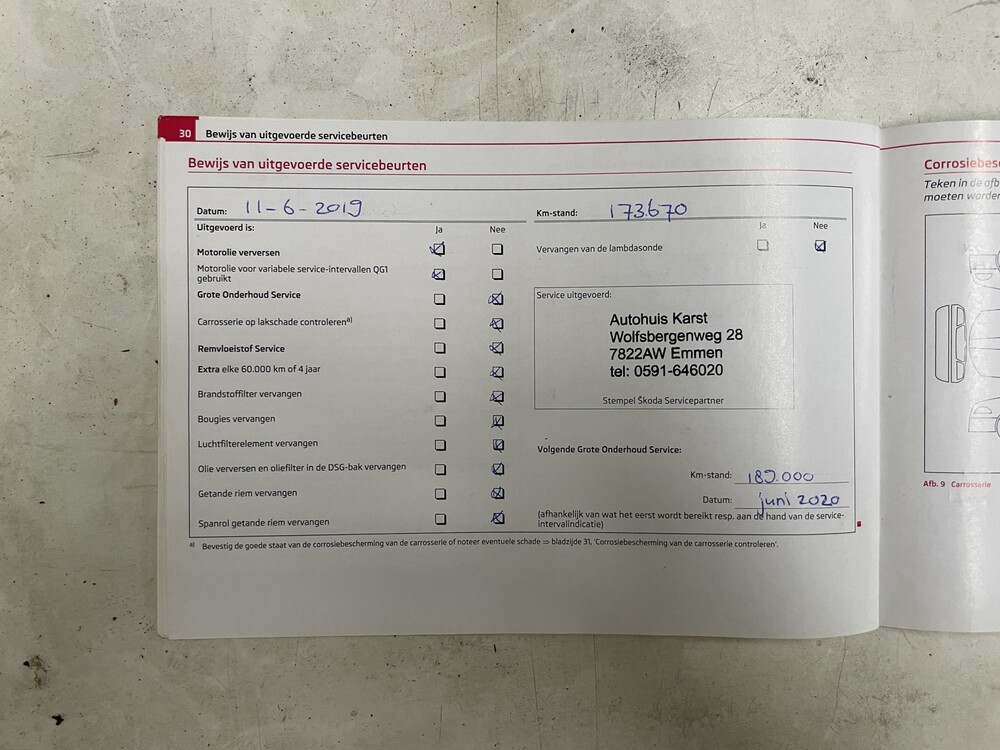 30 Bewijs van uitgevoerde servicebeurten
Bewijs van uitgevoerde servicebeurten
Datum: 11-6-2019
Km-stand: 173.670
Uitgevoerd is:
Ja Nee
Ja Nee
Motorolie verversen
Vervangen van de lambdasonde
Motorolie voor variabele service-intervallen QG1
gebruikt
Grote Onderhoud Service
Carrosserie op lakschade controleren a)
Remvloeistof Service
Extra elke 60.000 km of 4 jaar
Brandstoffilter vervangen
Bougies vervangen
Luchtfilterelement vervangen
Olie verversen en oliefilter in de DSG-bak vervangen
Getande riem vervangen
Spanrol getande riem vervangen
Service uitgevoerd:
Autohuis Karst
Wolfsbergenweg 28
7822AW Emmen
tel: 0591-646020
Stempel Škoda Servicepartner
Volgende Grote Onderhoud Service:
Km-stand: 189.000
Datum: juni 2020
(afhankelijk van wat het eerst wordt bereikt resp. aan de hand van de service-
intervalindicatie)
a) Bevestig de goede staat van de corrosiebescherming van de carrosserie of noteer eventuele schade ⇒ bladzijde 31, 'Corrosiebescherming van de carrosserie controleren'.
Corrosiebes
Teken in de afb
moeten worden
Afb. 9 Carrosserie